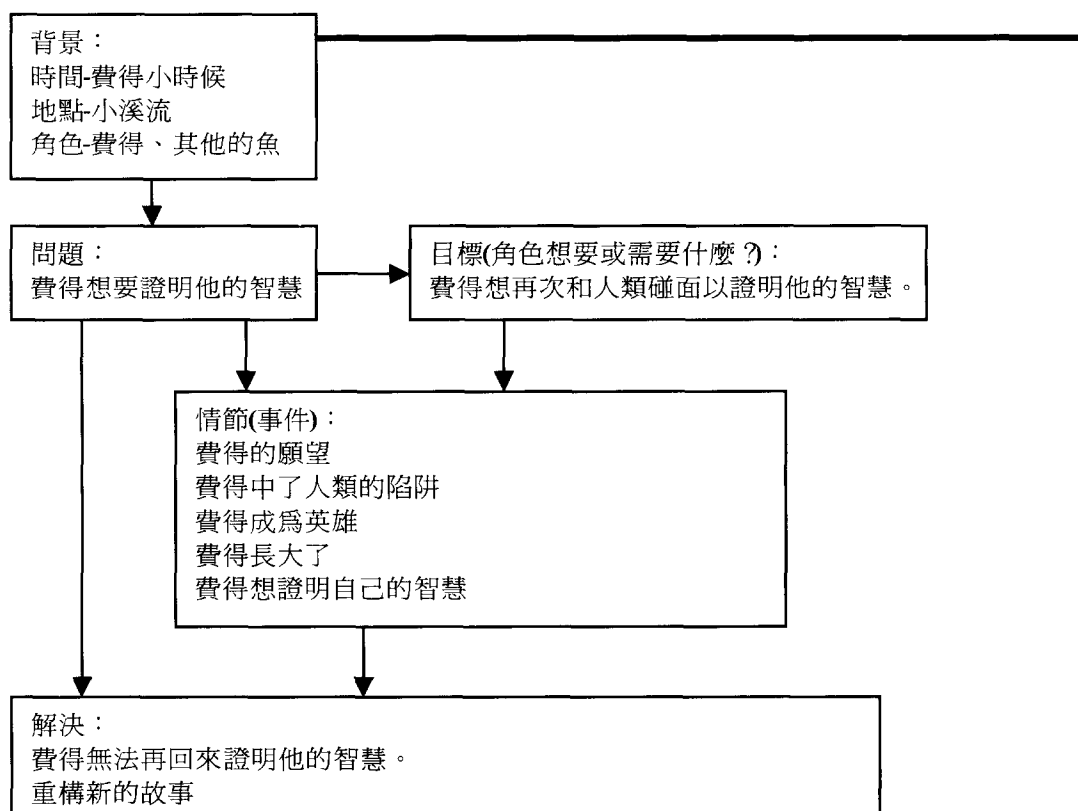 背景：
時間-費得小時候
地點-小溪流
角色-費得、其他的魚
問題：
費得想要證明他的智慧
目標(角色想要或需要什麼？)：
費得想再次和人類碰面以證明他的智慧。
情節(事件)：
費得的願望
費得中了人類的陷阱
費得成爲英雄
費得長大了
費得想證明自己的智慧
解決：
費得無法再回來證明他的智慧。
重構新的故事